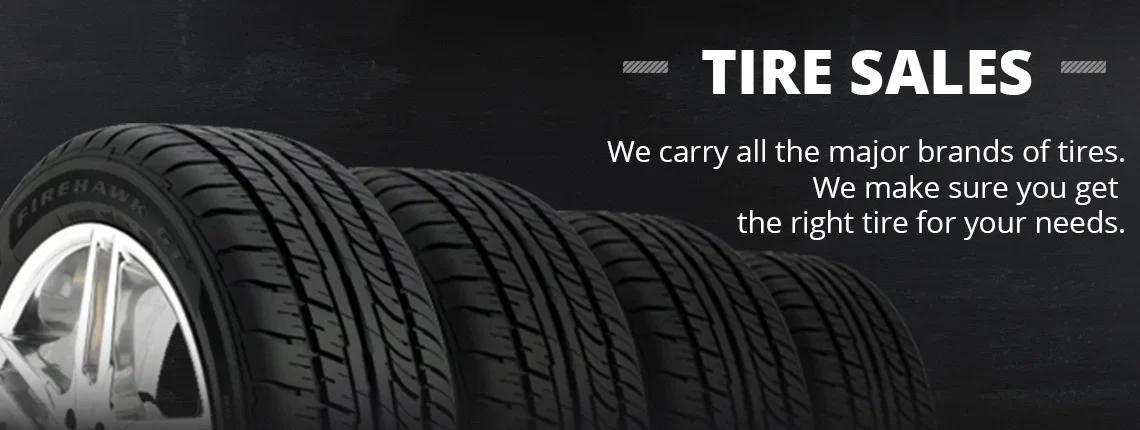 TIRE SALES
We carry all the major brands of tires.
We make sure you get
the right tire for your needs.
FIREHAWK GT